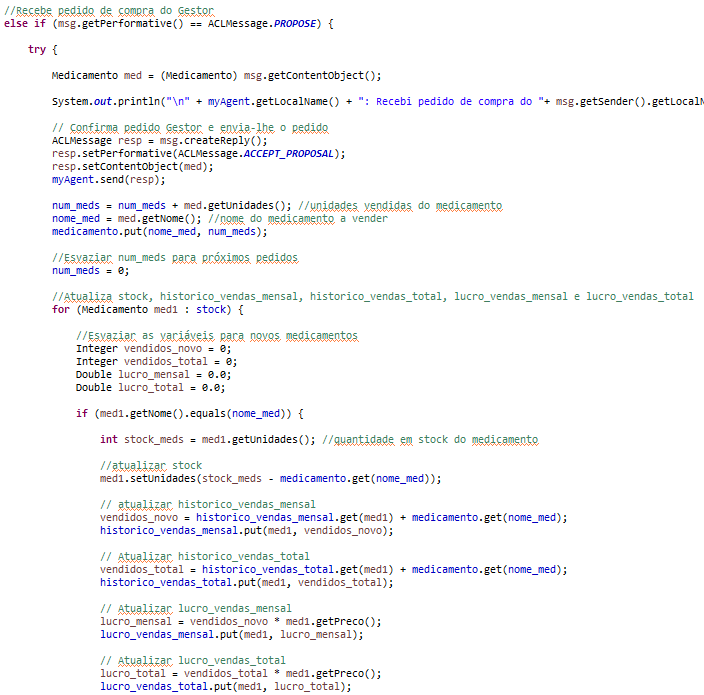 //Recebe pedido de compra do Gestor
else if (msg.getPerformative() == ACLMessage.PROPOSE) {
try {
Medicamento med = (Medicamento) msg.getContentObject();
System.out.println("\n" + myAgent.getLocalName() + ": Recebi pedido de compra do "+ msg.getSender().getLocalN
// Confirma pedido Gestor e envia-lhe o pedido
ACLMessage resp = msg.createReply();
resp.setPerformative(ACLMessage.ACCEPT_PROPOSAL);
resp.setContentObject(med);
myAgent.send(resp);
num_meds = num_meds + med.getUnidades(); //unidades vendidas do medicamento
nome_med = med.getNome(); //nome do medicamento a vender
medicamento.put(nome_med, num_meds);
//Esvaziar num_meds para próximos pedidos
num_meds = 0;
//Atualiza stock, historico_vendas_mensal, historico_vendas_total, lucro_vendas_mensal e lucro_vendas_total
for (Medicamento med1 : stock) {
//Esvaziar as variáveis para novos medicamentos
Integer vendidos_novo = 0;
Integer vendidos_total = 0;
Double lucro_mensal = 0.0;
Double lucro_total = 0.0;
if (med1.getNome().equals(nome_med)) {
int stock_meds = med1.getUnidades(); //quantidade em stock do medicamento
//atualizar stock
med1.setUnidades(stock_meds - medicamento.get(nome_med));
// atualizar historico_vendas_mensal
vendidos_novo = historico_vendas_mensal.get(med1) + medicamento.get(nome_med);
historico_vendas_mensal.put(med1, vendidos_novo);
// Atualizar historico_vendas_total
vendidos_total = historico_vendas_total.get(med1) + medicamento.get(nome_med);
historico_vendas_total.put(med1, vendidos_total);
// Atualizar lucro_vendas_mensal
lucro_mensal = vendidos_novo * med1.getPreco();
lucro_vendas_mensal.put(med1, lucro_mensal);
// Atualizar lucro_vendas_total
lucro_total = vendidos_total * med1.getPreco();
lucro_vendas_total.put(med1, lucro_total);